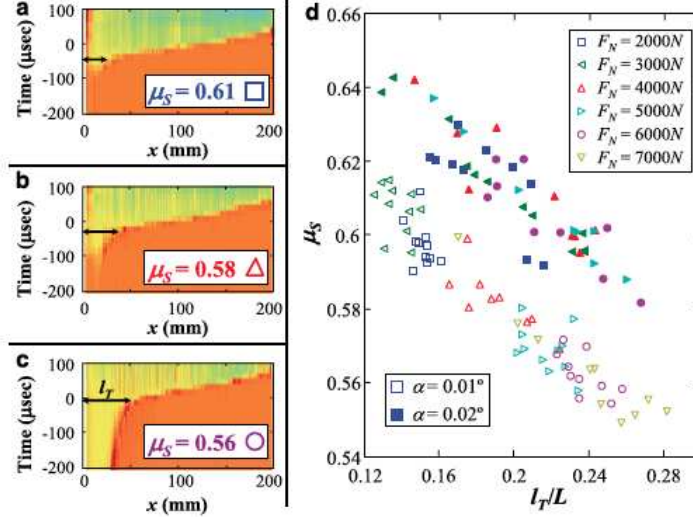 a
Time (μsec)
100
0
-100
-200
μS = 0.61
0
100
200
x (mm)
b
Time (μsec)
100
0
-100
-200
μS = 0.58
0
100
200
x (mm)
c
Time (μsec)
100
0
-100
-200
lT
μS = 0.56
0
100
200
x (mm)
d
μS
0.66
0.64
0.62
0.6
0.58
0.56
0.54
FN = 2000N
FN = 3000N
FN = 4000N
FN = 5000N
FN = 6000N
FN = 7000N
α = 0.01º
α = 0.02º
0.12
0.16
0.2
0.24
0.28
lT/L